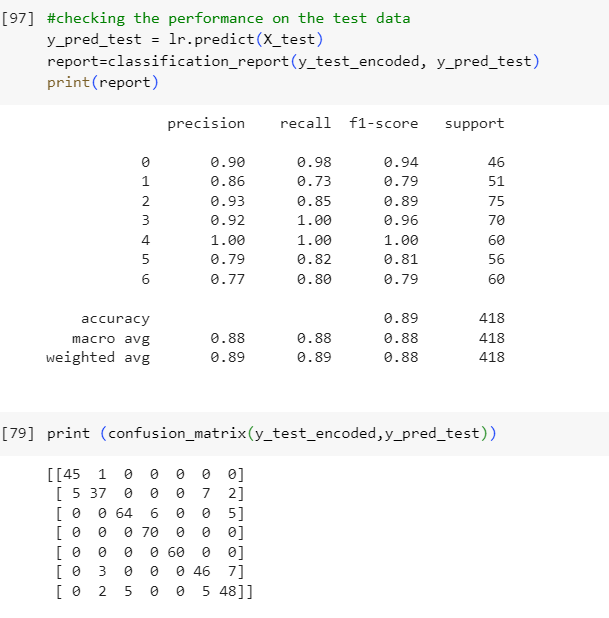 [97] #checking the performance on the test data
y_pred_test = lr.predict(X_test)
report=classification_report(y_test_encoded, y_pred_test)
print(report)
precision recall f1-score support
0 0.90 0.98 0.94 46
1 0.86 0.73 0.79 51
2 0.93 0.85 0.89 75
3 0.92 1.00 0.96 70
4 1.00 1.00 1.00 60
5 0.79 0.82 0.81 56
6 0.77 0.80 0.79 60
accuracy 0.89 418
macro avg 0.88 0.88 0.88 418
weighted avg 0.89 0.89 0.88 418
[79] print (confusion_matrix(y_test_encoded,y_pred_test))
[[45 1 0 0 0 0 0]
[ 5 37 0 0 0 7 2]
[ 0 0 64 6 0 0 5]
[ 0 0 0 70 0 0 0]
[ 0 0 0 0 60 0 0]
[ 0 3 0 0 0 46 7]
[ 0 2 5 0 0 5 48]]